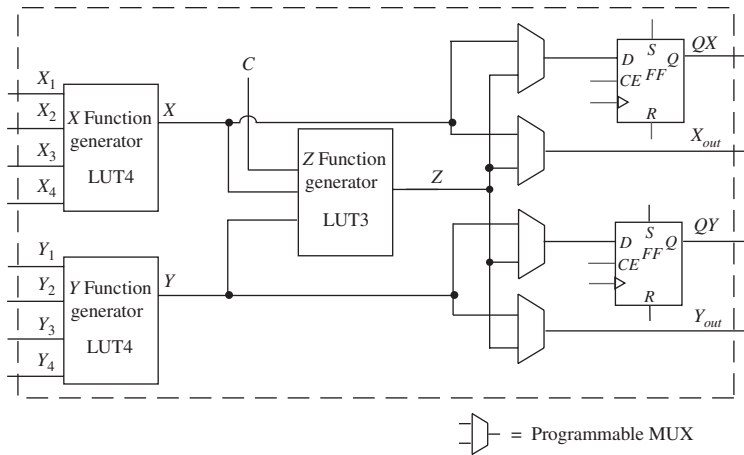 X1
X2
X3
X4
X Function
generator
LUT4
X
C
Z Function
generator
LUT3
Z
S
D Q
CE FF
R
QX
Xout
Y1
Y2
Y3
Y4
Y Function
generator
LUT4
Y
S
D Q
CE FF
R
QY
Yout
= Programmable MUX